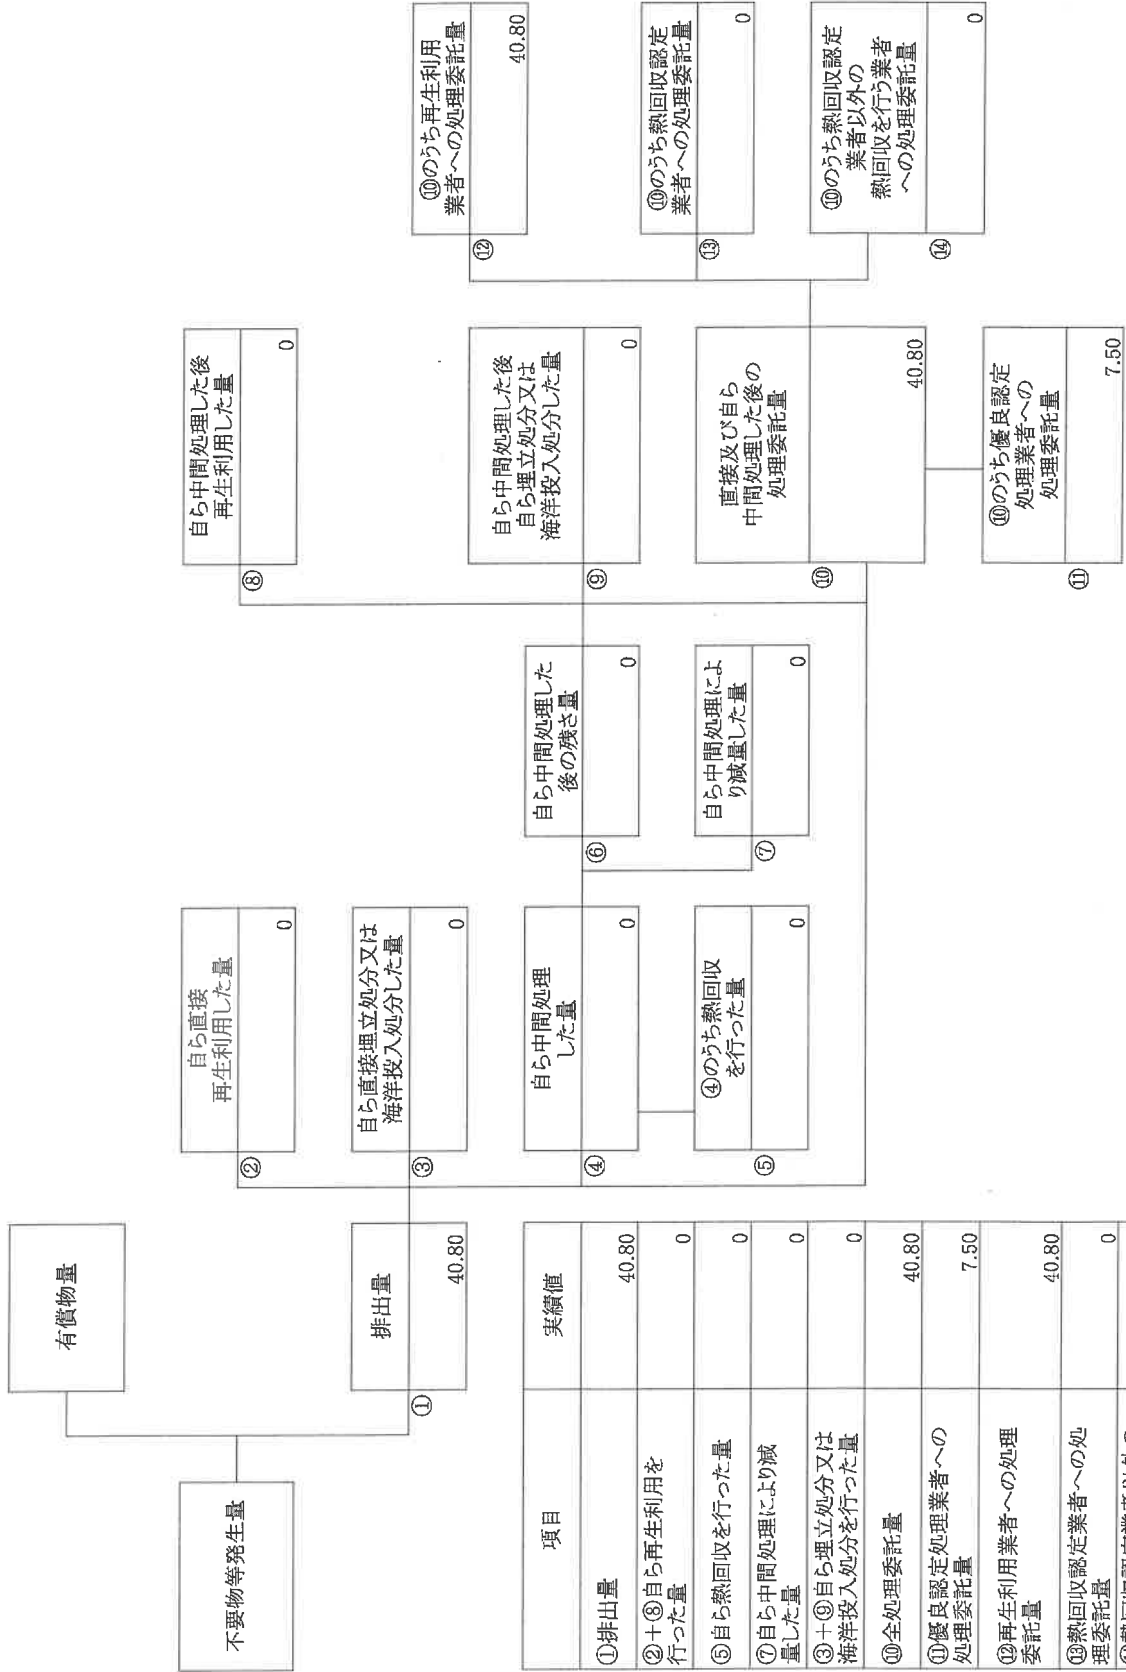 不要物等発生量
有償物量
排出量
①
40.80
自ら直接
再生利用した量
②
0
自ら直接埋立処分又は
海洋投入処分した量
③
0
自ら中間処理
した量
④
0
④のうち熱回収
を行った量
⑤
0
自ら中間処理した
後の残さ量
⑥
0
自ら中間処理によ
り減量した量
⑦
0
自ら中間処理した後
再生利用した量
⑧
0
自ら中間処理した後
自ら埋立処分又は
海洋投入処分した量
⑨
0
直接及び自ら
中間処理した後の
処理委託量
⑩
40.80
⑩のうち優良認定
処理業者への
処理委託量
⑪
7.50
⑩のうち再生利用
業者への処理委託量
⑫
40.80
⑩のうち熱回収認定
業者への処理委託量
⑬
0
⑩のうち熱回収認定
業者以外の
熱回収を行う業者
への処理委託量
⑭
0
項目
実績値
①排出量
40.80
②+⑧自ら再生利用を
行った量
0
⑤自ら熱回収を行った量
0
⑦自ら中間処理により減
量した量
0
③+⑨自ら埋立処分又は
海洋投入処分を行った量
0
⑩全処理委託量
40.80
⑪優良認定処理業者への
処理委託量
7.50
⑫再生利用業者への処理
委託量
40.80
⑬熱回収認定業者への処
理委託量
0